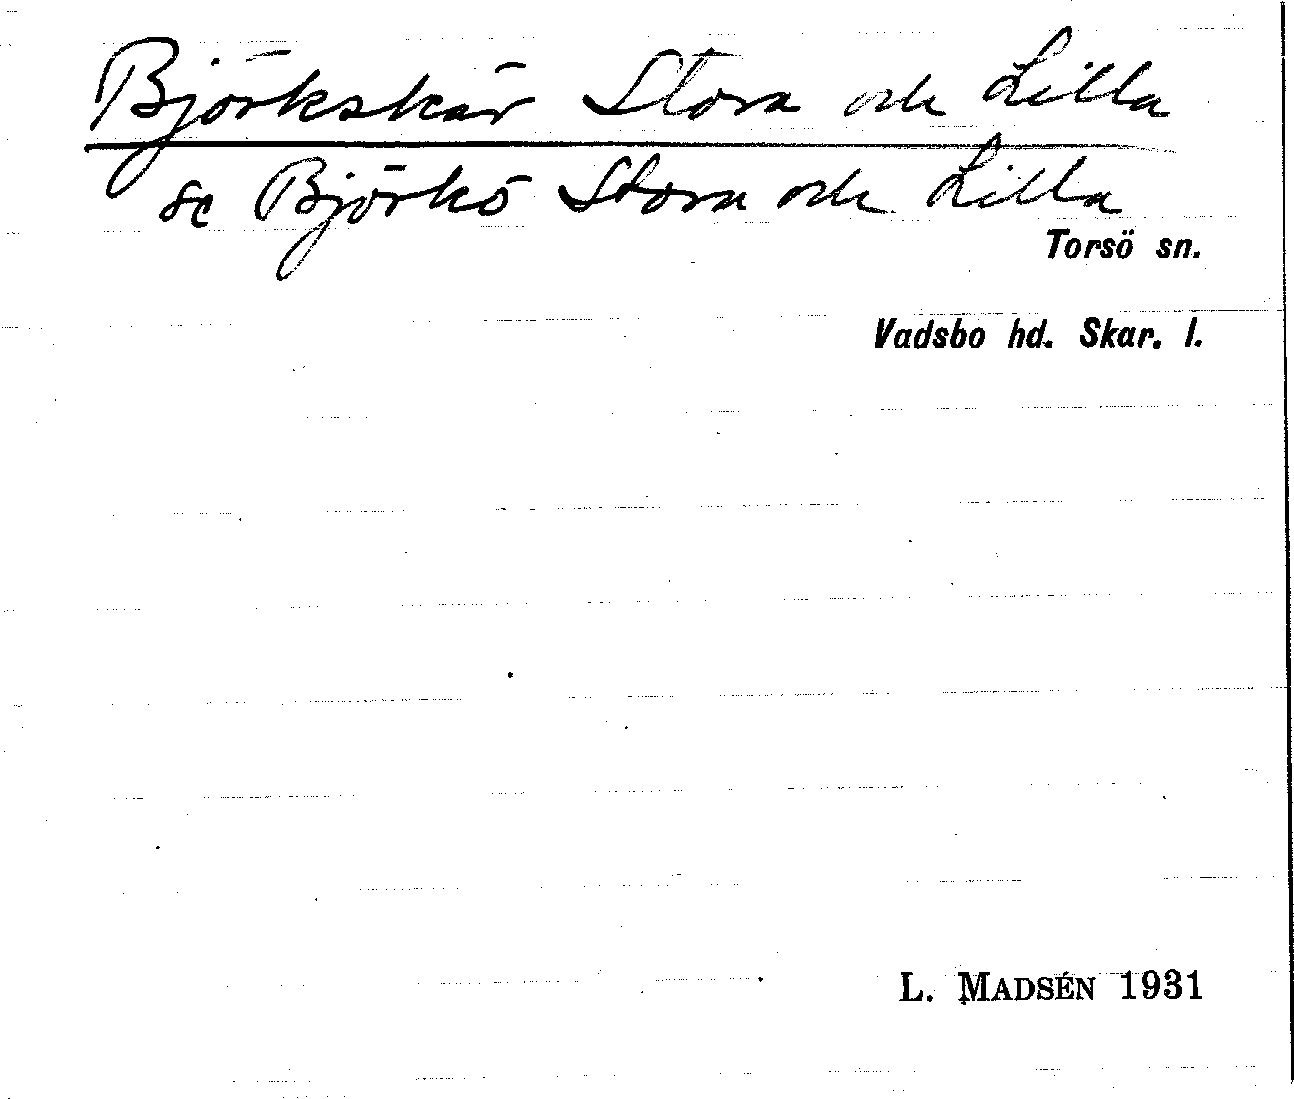 Björkskär Stora och Lilla
se Björkö Stora och Lilla
Torsö sn.
Vadsbo hd. Skar. l.
L. MADSÉN 1931